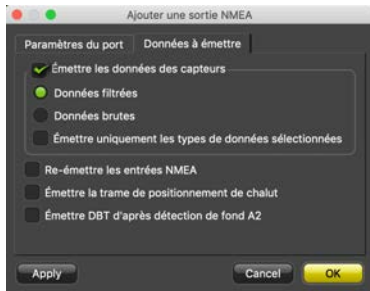 Ajouter une sortie NMEA
Paramètres du port Données à émettre
Émettre les données des capteurs
Données filtrées
Données brutes
Émettre uniquement les types de données sélectionnées
Re-émettre les entrées NMEA
Émettre la trame de positionnement de chalut
Émettre DBT d'après détection de fond A2
Apply Cancel OK